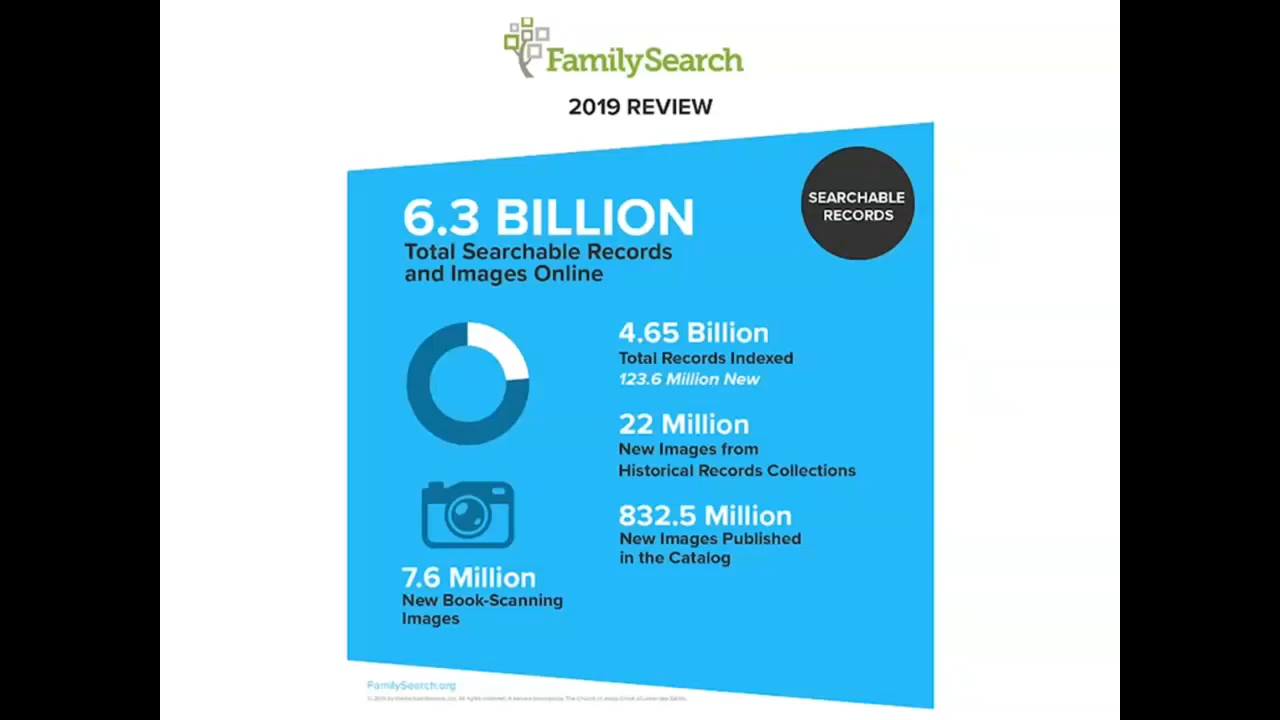 FamilySearch
2019 REVIEW
SEARCHABLE
RECORDS
6.3 BILLION
Total Searchable Records
and Images Online
4.65 Billion
Total Records Indexed
123.6 Million New
22 Million
New Images from
Historical Records Collections
832.5 Million
New Images Published
in the Catalog
7.6 Million
New Book-Scanning
Images
FamilySearch.org